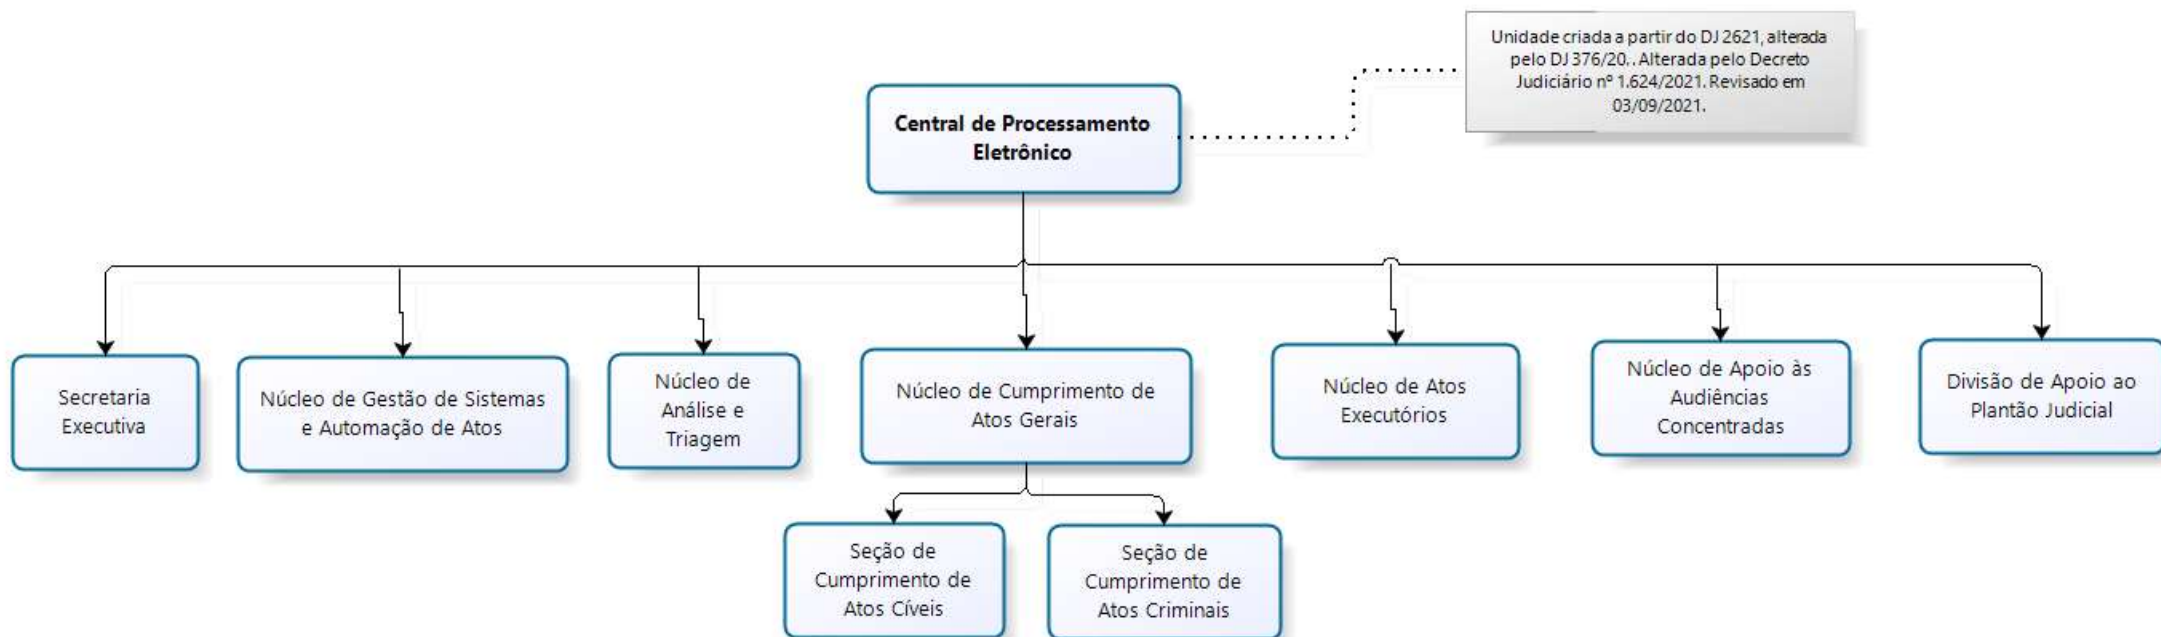 Unidade criada a partir do DJ 2621, alterada
pelo DJ 376/20. . Alterada pelo Decreto
Judiciário nº 1.624/2021. Revisado em
03/09/2021.
Central de Processamento
Eletrônico
Secretaria
Executiva
Núcleo de Gestão de Sistemas
e Automação de Atos
Núcleo de
Análise e
Triagem
Núcleo de Cumprimento de
Atos Gerais
Núcleo de Atos
Executórios
Núcleo de Apoio às
Audiências
Concentradas
Divisão de Apoio ao
Plantão Judicial
Seção de
Cumprimento de
Atos Cíveis
Seção de
Cumprimento de
Atos Criminais